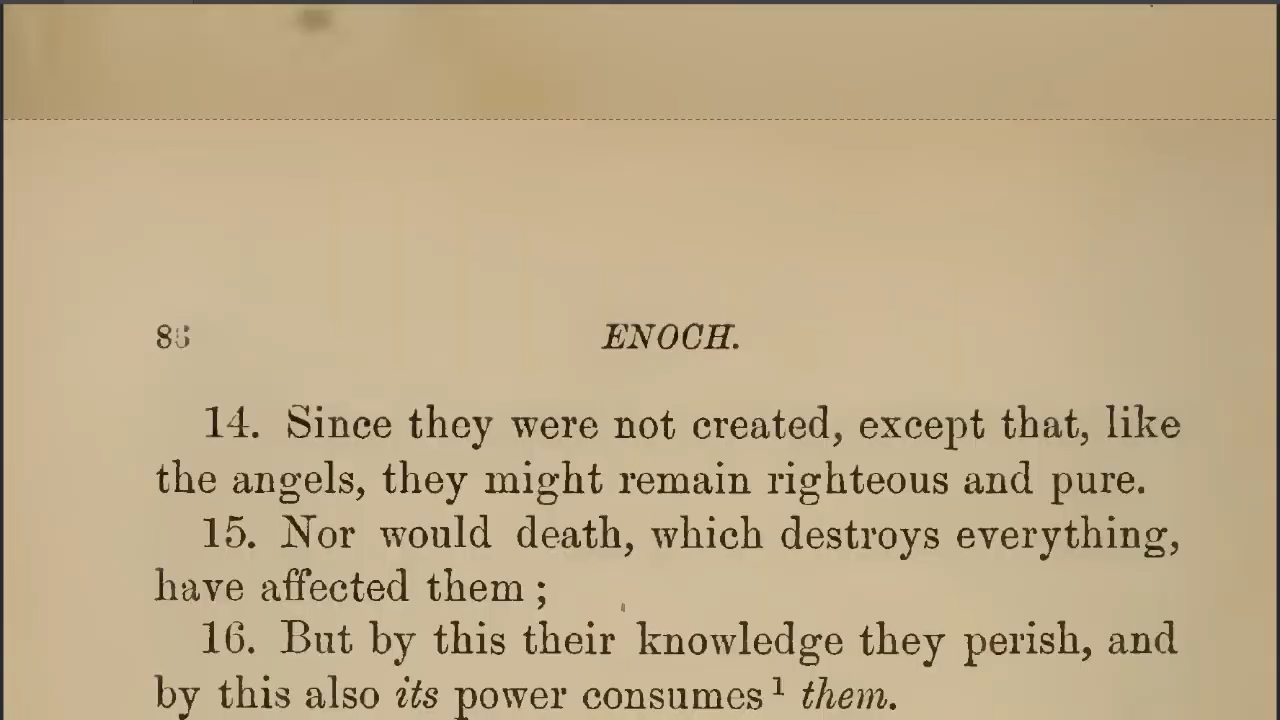 ENOCH.
14. Since they were not created, except that, like
the angels, they might remain righteous and pure.
15. Nor would death, which destroys everything,
have affected them ;
16. But by this their knowledge they perish, and
by this also its power consumes¹ them.